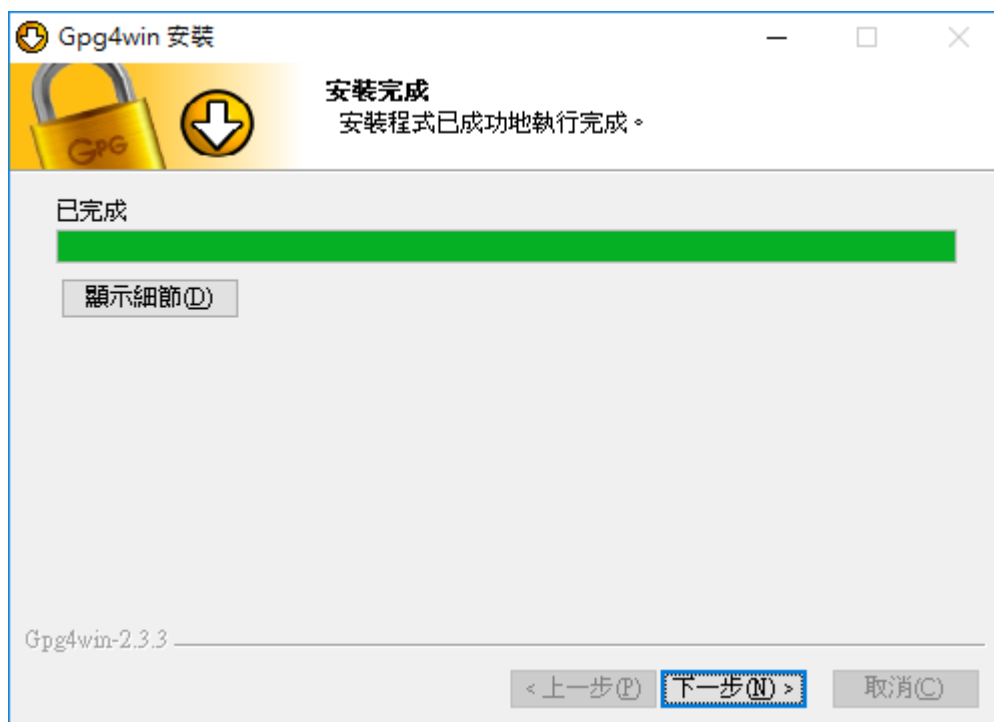 Gpg4win 安裝
GPG
安裝完成
安裝程式已成功地執行完成。
已完成
顯示細節(D)
Gpg4win-2.3.3
< 上一步(P)
下一步(N) >
取消(C)